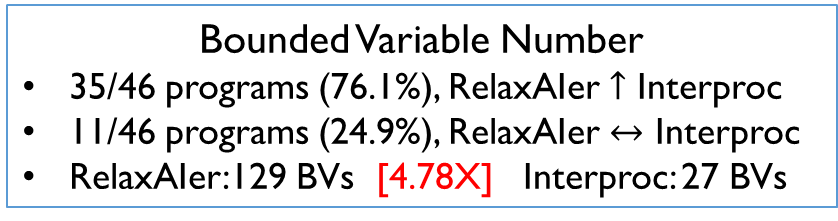 Bounded Variable Number
• 35/46 programs (76.1%), RelaxAIer ↑ Interproc
• 11/46 programs (24.9%), RelaxAIer ↔ Interproc
• RelaxAIer:129 BVs [4.78X] Interproc: 27 BVs